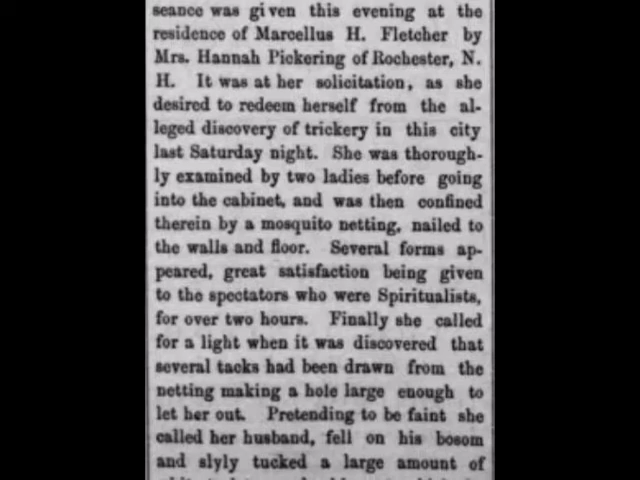 seance was given this evening at the
residence of Marcellus H. Fletcher by
Mrs. Hannah Pickering of Rochester, N.
H. It was at her solicitation, as she
desired to redeem herself from the al-
leged discovery of trickery in this city
last Saturday night. She was thorough-
ly examined by two ladies before going
into the cabinet, and was then confined
therein by a mosquito netting, nailed to
the walls and floor. Several forms ap-
peared, great satisfaction being given
to the spectators who were Spiritualists,
for over two hours. Finally she called
for a light when it was discovered that
several tacks had been drawn from the
netting making a hole large enough to
let her out. Pretending to be faint she
called her husband, fell on his bosom
and slyly tucked a large amount of